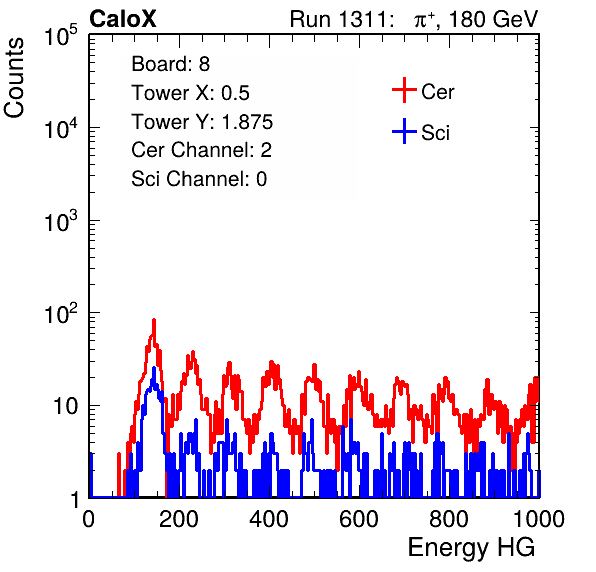 CaloX Run 1311: π⁺, 180 GeV
Board: 8
Tower X: 0.5
Tower Y: 1.875
Cer Channel: 2
Sci Channel: 0
Cer
Sci
Counts
10⁵
10⁴
10³
10²
10
1
0 200 400 600 800 1000
Energy HG